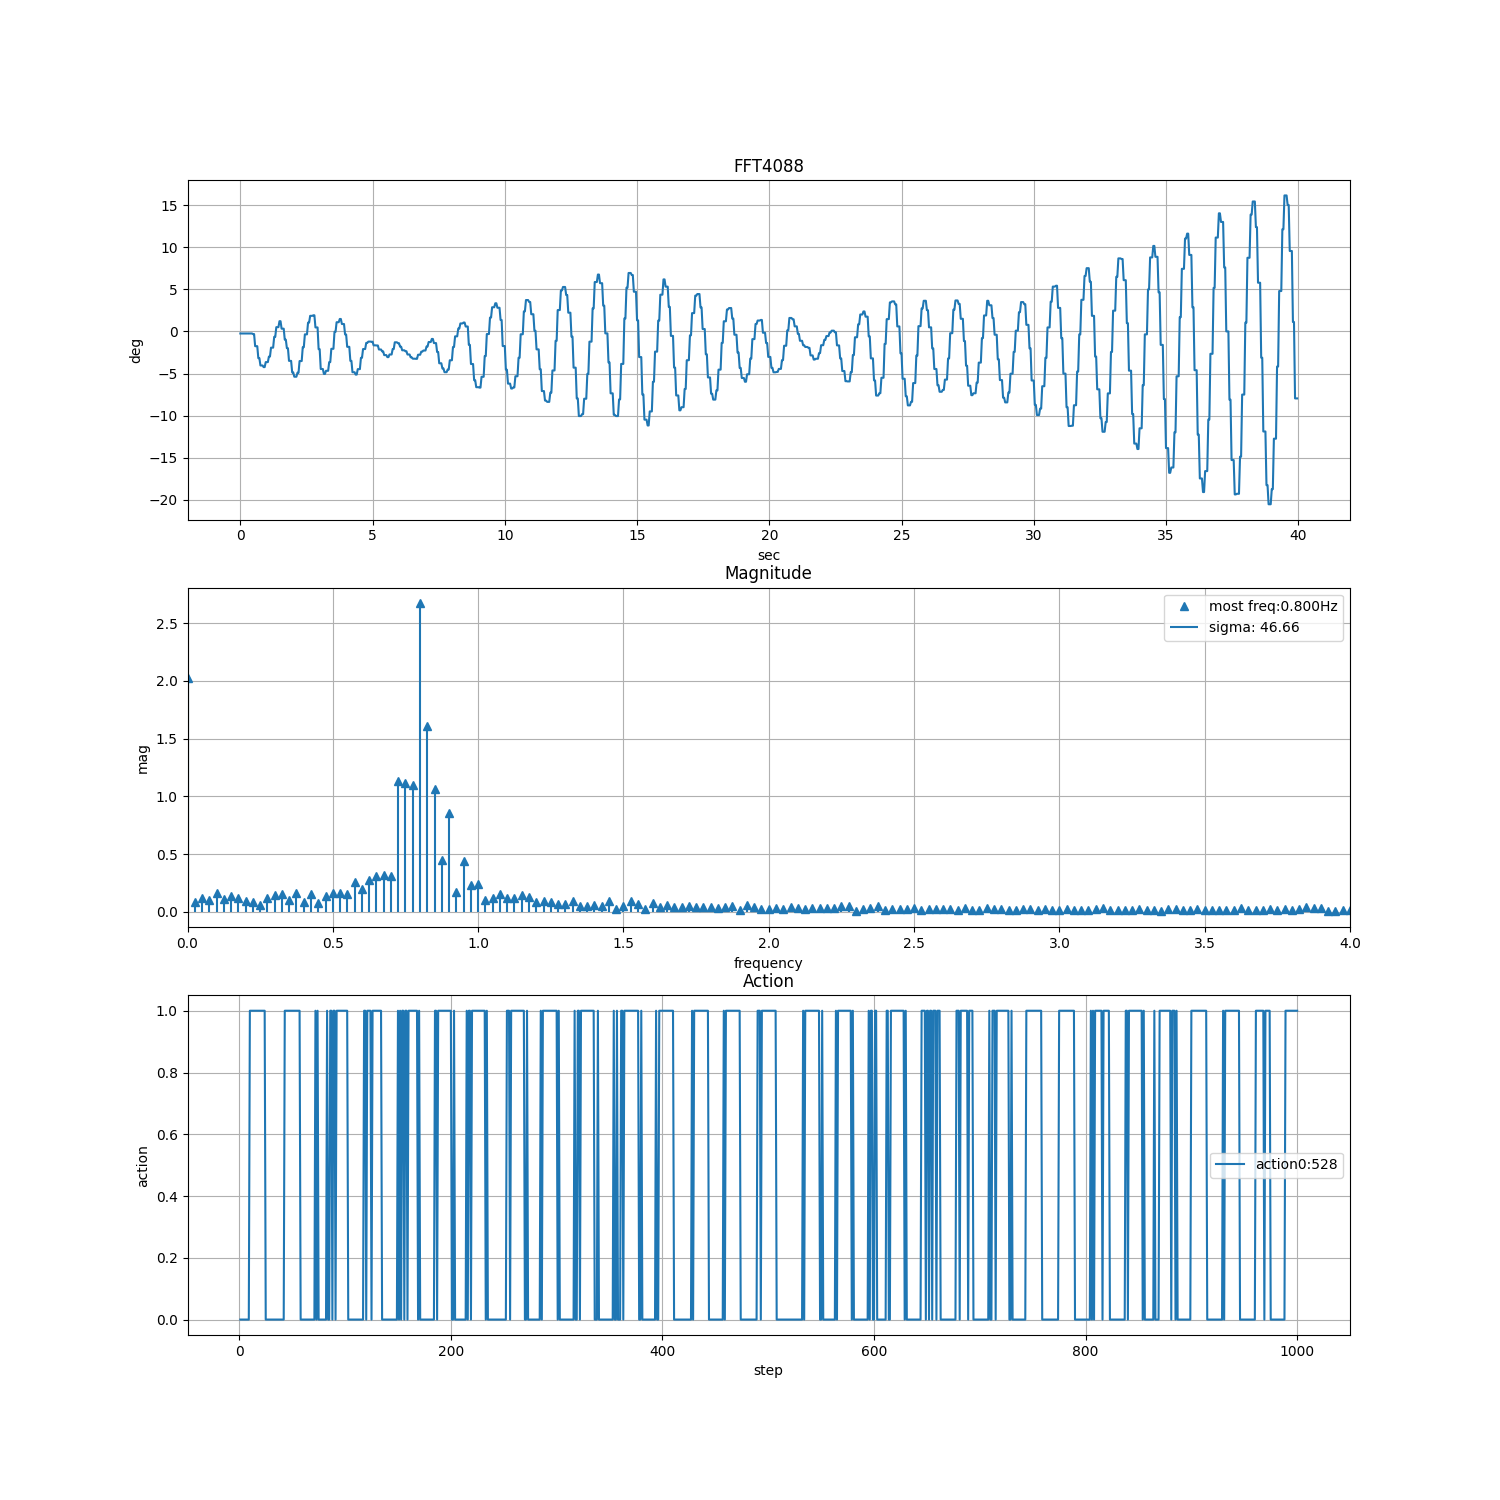 FFT4088
15
10
5
0
−5
−10
−15
−20
deg
0 5 10 15 20 25 30 35 40
sec
Magnitude
most freq:0.800Hz
sigma: 46.66
2.5
2.0
1.5
1.0
0.5
0.0
mag
0.0 0.5 1.0 1.5 2.0 2.5 3.0 3.5 4.0
frequency
Action
1.0
0.8
0.6
0.4
0.2
0.0
action
action0:528
0 200 400 600 800 1000
step